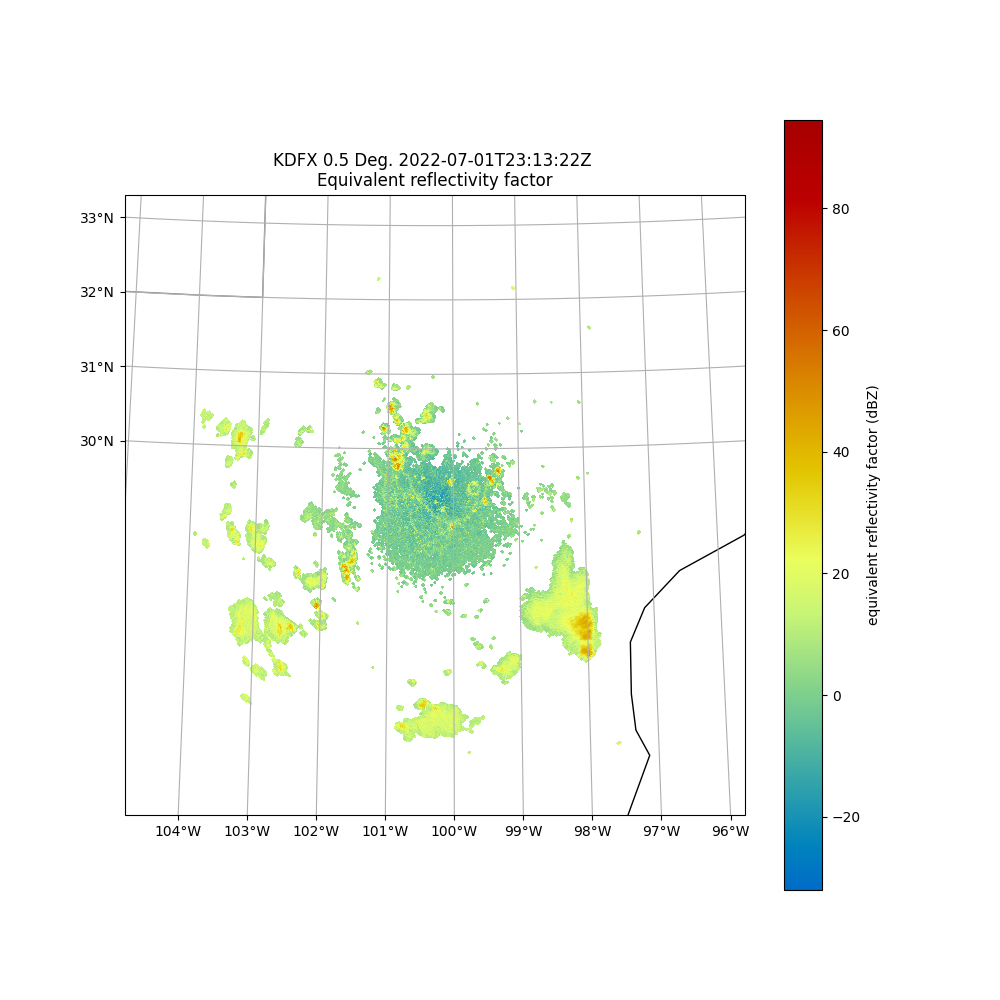 KDFX 0.5 Deg. 2022-07-01T23:13:22Z
Equivalent reflectivity factor
33°N
32°N
31°N
30°N
104°W 103°W 102°W 101°W 100°W 99°W 98°W 97°W 96°W
80
60
40
20
0
−20
equivalent reflectivity factor (dBZ)